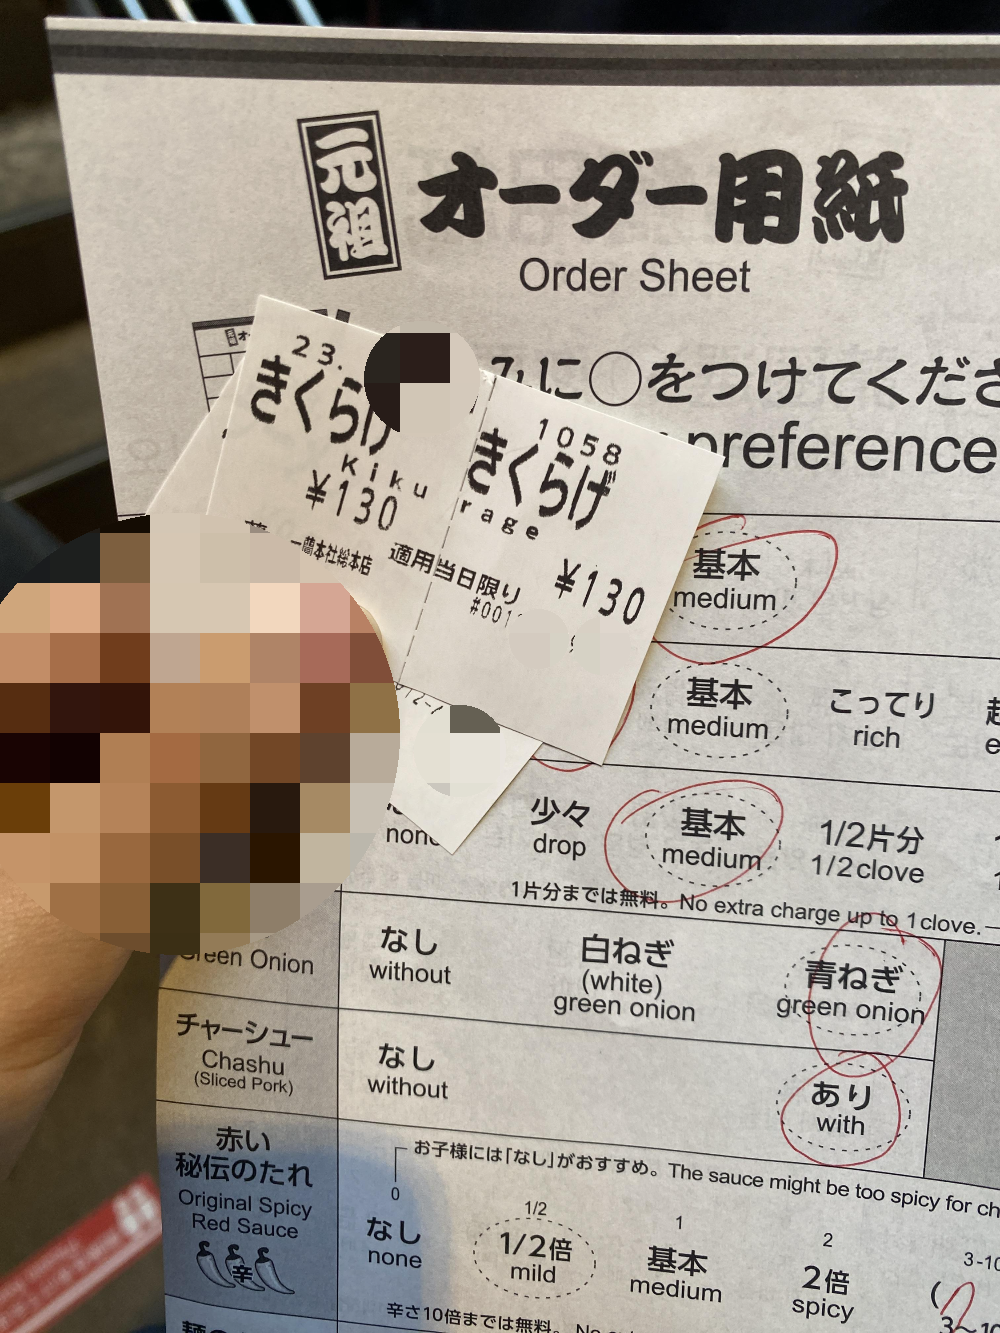 元祖
オーダー用紙
Order Sheet
に○をつけてくださ
preference
23.
きくらげ
Kiku
¥130
一蘭本社総本店
適用当日限り
1058
きくらげ
rage
¥130
#001
基本
medium
基本
medium
こってり
rich
none
少々
drop
基本
medium
1/2片分
1/2 clove
1片分までは無料。No extra charge up to 1 clove.
Green Onion
なし
without
白ねぎ
(white)
green onion
青ねぎ
green onion
チャーシュー
Chashu
(Sliced Pork)
なし
without
あり
with
赤い
秘伝のたれ
Original Spicy
Red Sauce
辛
お子様には「なし」がおすすめ。The sauce might be too spicy for ch
0
なし
none
1/2
1/2倍
mild
1
基本
medium
2
2倍
spicy
3-10
3~10
辛さ10倍までは無料。No